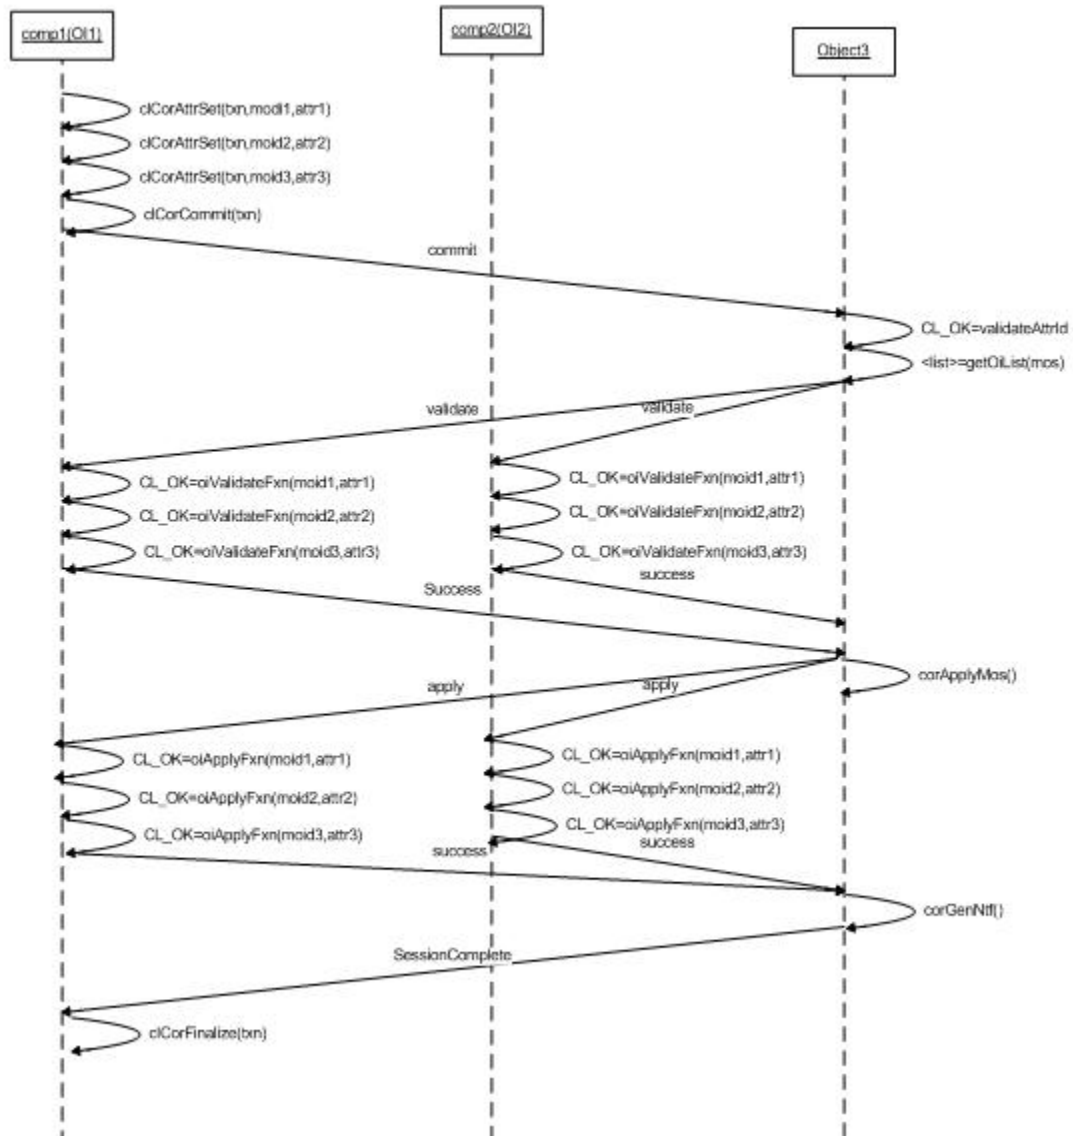 comp1(OI1)
comp2(OI2)
Object3
clCorAttrSet(txn,modi1,attr1)
clCorAttrSet(txn,moid2,attr2)
clCorAttrSet(txn,moid3,attr3)
clCorCommit(txn)
commit
CL_OK=validateAttrId
<list>=getOiList(mos)
validate
validate
CL_OK=oiValidateFxn(moid1,attr1)
CL_OK=oiValidateFxn(moid1,attr1)
CL_OK=oiValidateFxn(moid2,attr2)
CL_OK=oiValidateFxn(moid2,attr2)
CL_OK=oiValidateFxn(moid3,attr3)
CL_OK=oiValidateFxn(moid3,attr3)
success
Success
corApplyMos()
apply
apply
CL_OK=oiApplyFxn(moid1,attr1)
CL_OK=oiApplyFxn(moid1,attr1)
CL_OK=oiApplyFxn(moid2,attr2)
CL_OK=oiApplyFxn(moid2,attr2)
CL_OK=oiApplyFxn(moid3,attr3)
CL_OK=oiApplyFxn(moid3,attr3)
success
success
corGenNtf()
SessionComplete
clCorFinalize(txn)